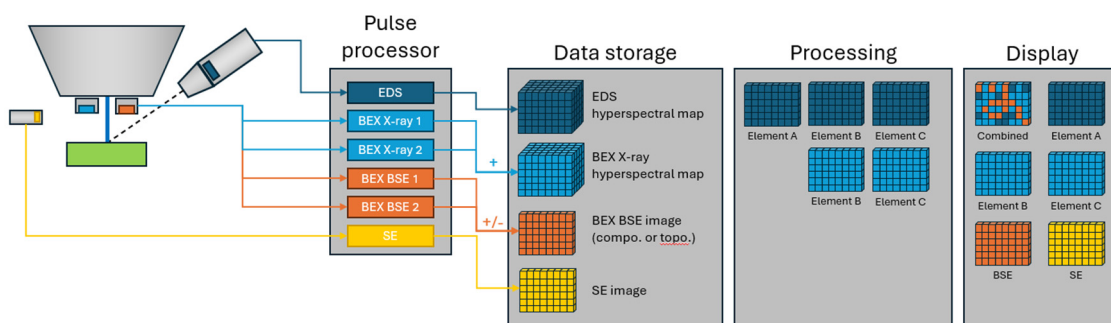 Pulse
processor
Data storage
Processing
Display
EDS
BEX X-ray 1
BEX X-ray 2
BEX BSE 1
BEX BSE 2
SE
+
+/-
EDS
hyperspectral map
BEX X-ray
hyperspectral map
BEX BSE image
(compo. or topo.)
SE image
Element A
Element B
Element C
Element B
Element C
Combined
Element A
Element B
Element C
BSE
SE